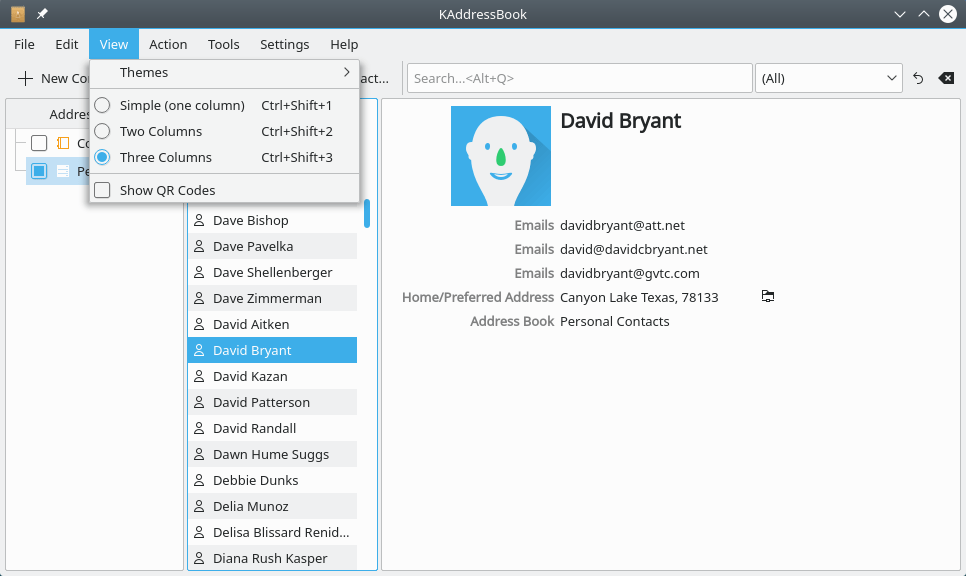 KAddressBook
File Edit View Action Tools Settings Help
New Co act... Search...<Alt+Q> (All)
Themes
Simple (one column) Ctrl+Shift+1
Two Columns Ctrl+Shift+2
Three Columns Ctrl+Shift+3
Show QR Codes
Addres
Co
Pe
Dave Bishop
Dave Pavelka
Dave Shellenberger
Dave Zimmerman
David Aitken
David Bryant
David Kazan
David Patterson
David Randall
Dawn Hume Suggs
Debbie Dunks
Delia Munoz
Delisa Blissard Renid...
Diana Rush Kasper
David Bryant
Emails davidbryant@att.net
Emails david@davidcbryant.net
Emails davidbryant@gvtc.com
Home/Preferred Address Canyon Lake Texas, 78133
Address Book Personal Contacts